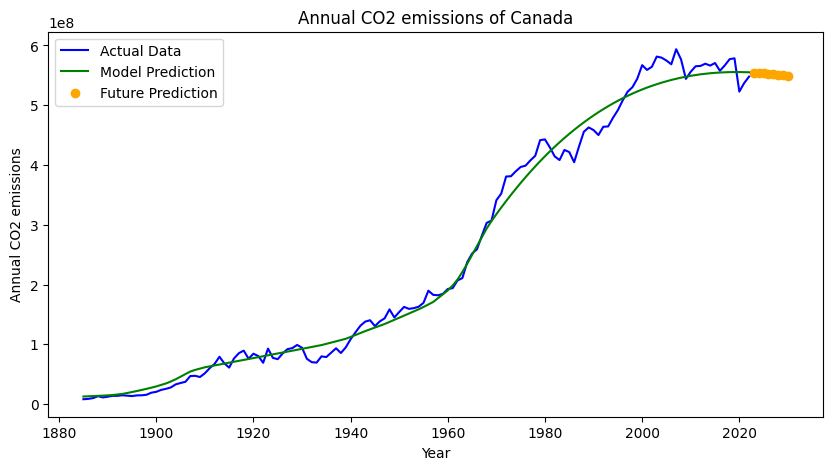 Annual CO2 emissions of Canada
1e8
Actual Data
Model Prediction
Future Prediction
6
5
4
3
2
1
0
Annual CO2 emissions
1880 1900 1920 1940 1960 1980 2000 2020
Year